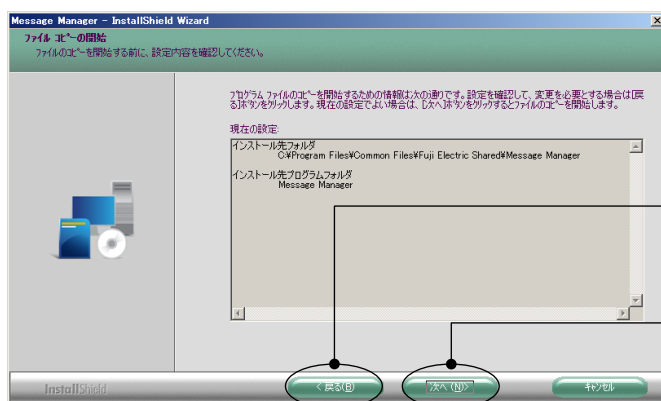 Message Manager - InstallShield Wizard
ファイル コピーの開始
ファイルのコピーを開始する前に、設定内容を確認してください。
プログラム ファイルのコピーを開始するための情報は次の通りです。設定を確認して、変更を必要とする場合は[戻
る]ボタンをクリックします。現在の設定でよい場合は、[次へ]ボタンをクリックするとファイルのコピーを開始します。
現在の設定:
インストール先フォルダ
C:¥Program Files¥Common Files¥Fuji Electric Shared¥Message Manager
インストール先プログラムフォルダ
Message Manager
InstallShield
< 戻る(B)
次へ (N)>
キャンセル